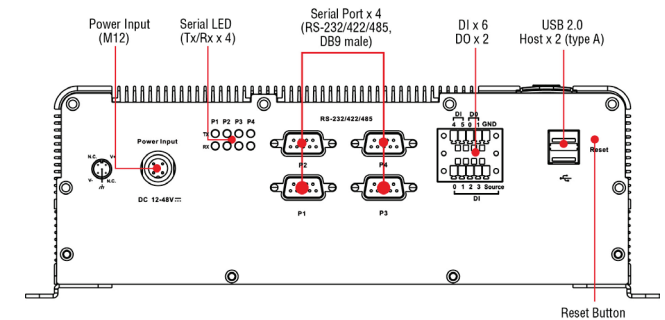 Power Input
(M12)
Serial LED
(Tx/Rx x 4)
Serial Port x 4
(RS-232/422/485,
DB9 male)
DI x 6
DO x 2
USB 2.0
Host x 2 (type A)
P1 P2 P3 P4
TX
RX
RS-232/422/485
DI DO
4 5 0 1 GND
Power Input
N.C. V+
V- N.C.
DC 12-48V
P2
P4
P1
P3
0 1 2 3 Source
DI
Reset
Reset Button